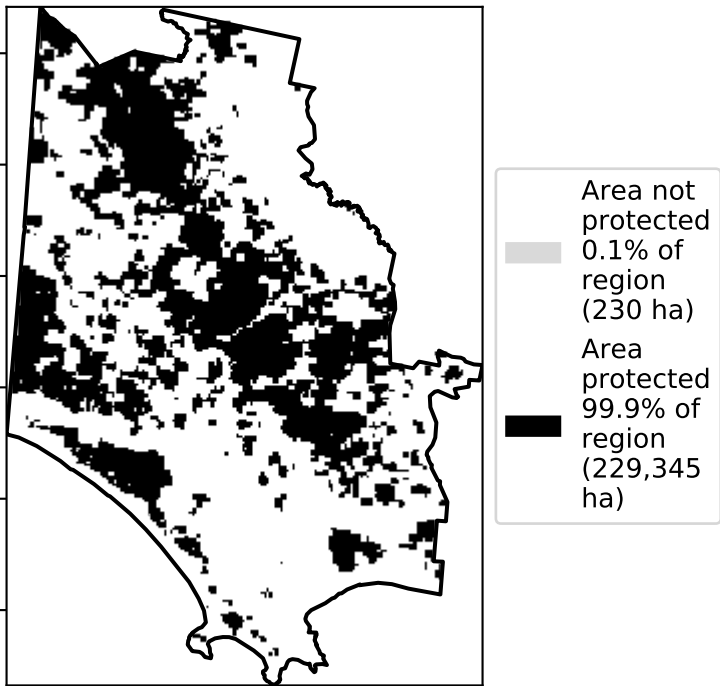 Area not
protected
0.1% of
region
(230 ha)
Area
protected
99.9% of
region
(229,345
ha)